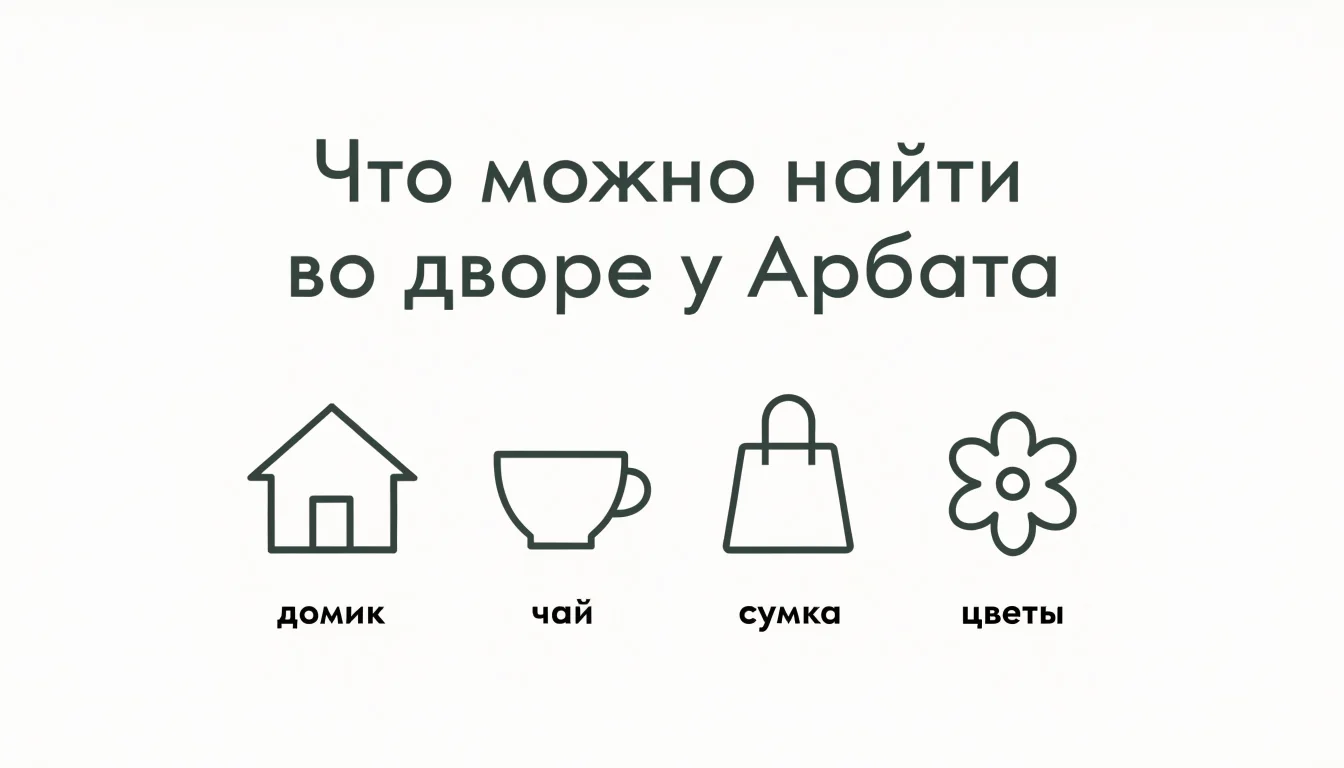 Что можно найти
во дворе у Арбата
домик
чай
сумка
цветы